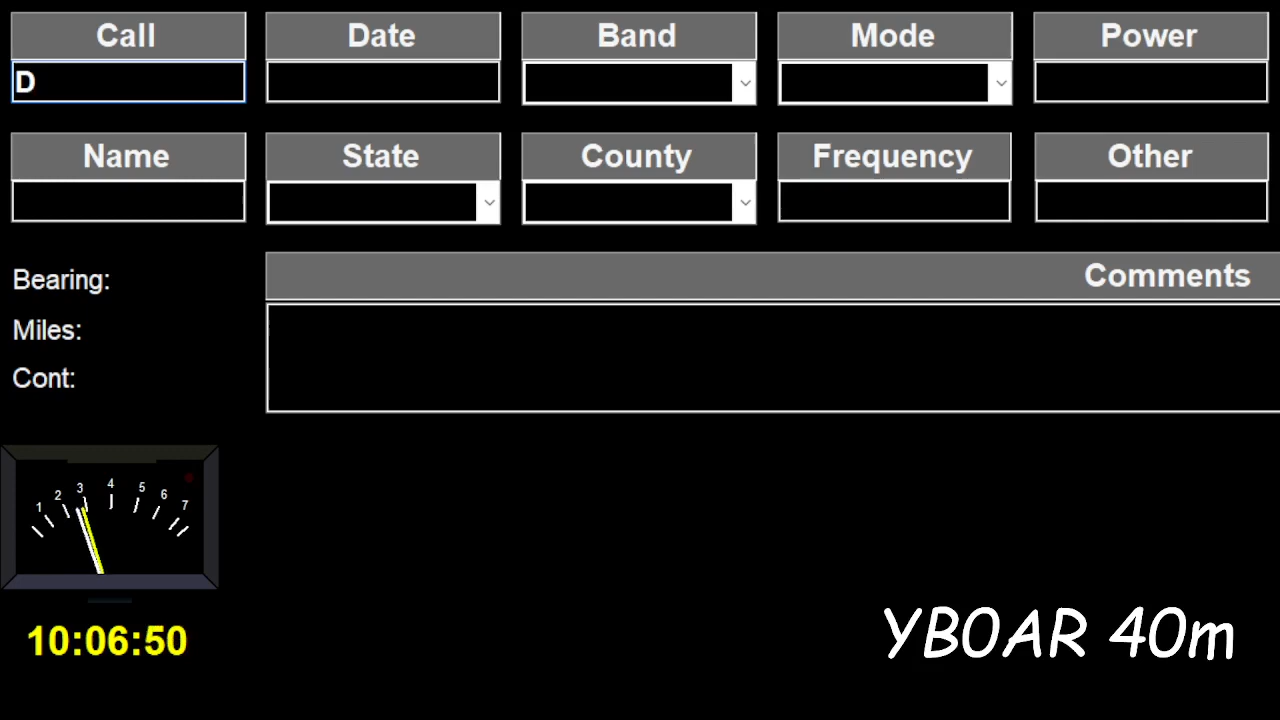 Call Date Band Mode Power
D
Name State County Frequency Other
Bearing:
Comments
Miles:
Cont:
1 2 3 4 5 6 7
10:06:50
YB0AR 40m